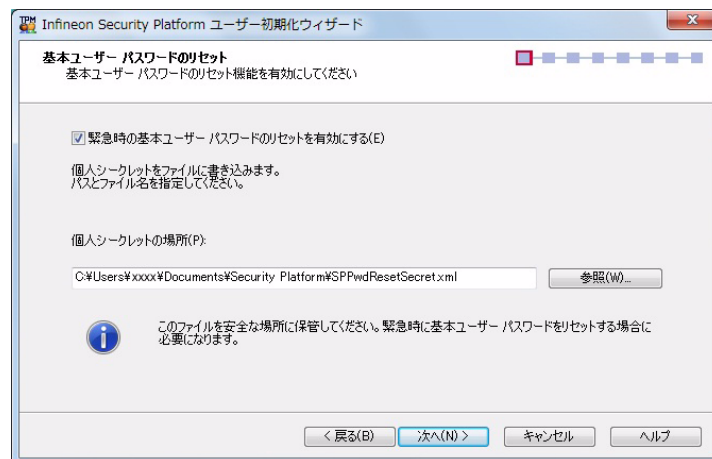 TPM
Infineon Security Platform ユーザー初期化ウィザード
x
基本ユーザー パスワードのリセット
基本ユーザー パスワードのリセット機能を有効にしてください
緊急時の基本ユーザー パスワードのリセットを有効にする(E)
個人シークレットをファイルに書き込みます。
パスとファイル名を指定してください。
個人シークレットの場所(P):
C:¥Users¥xxxx¥Documents¥Security Platform¥SPPwdResetSecret.xml
参照(W)...
このファイルを安全な場所に保管してください。緊急時に基本ユーザー パスワードをリセットする場合に
必要になります。
< 戻る(B)
次へ(N) >
キャンセル
ヘルプ